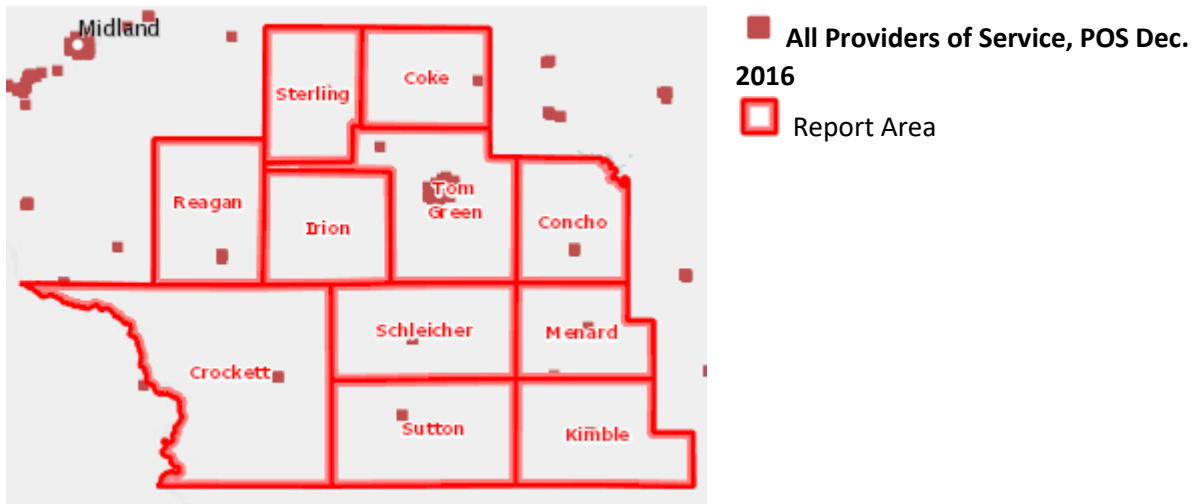 Midland
Sterling
Coke
Reagan
Irion
Tom
Green
Concho
Crockett
Schleicher
Menard
Sutton
Kimble
All Providers of Service, POS Dec.
2016
Report Area